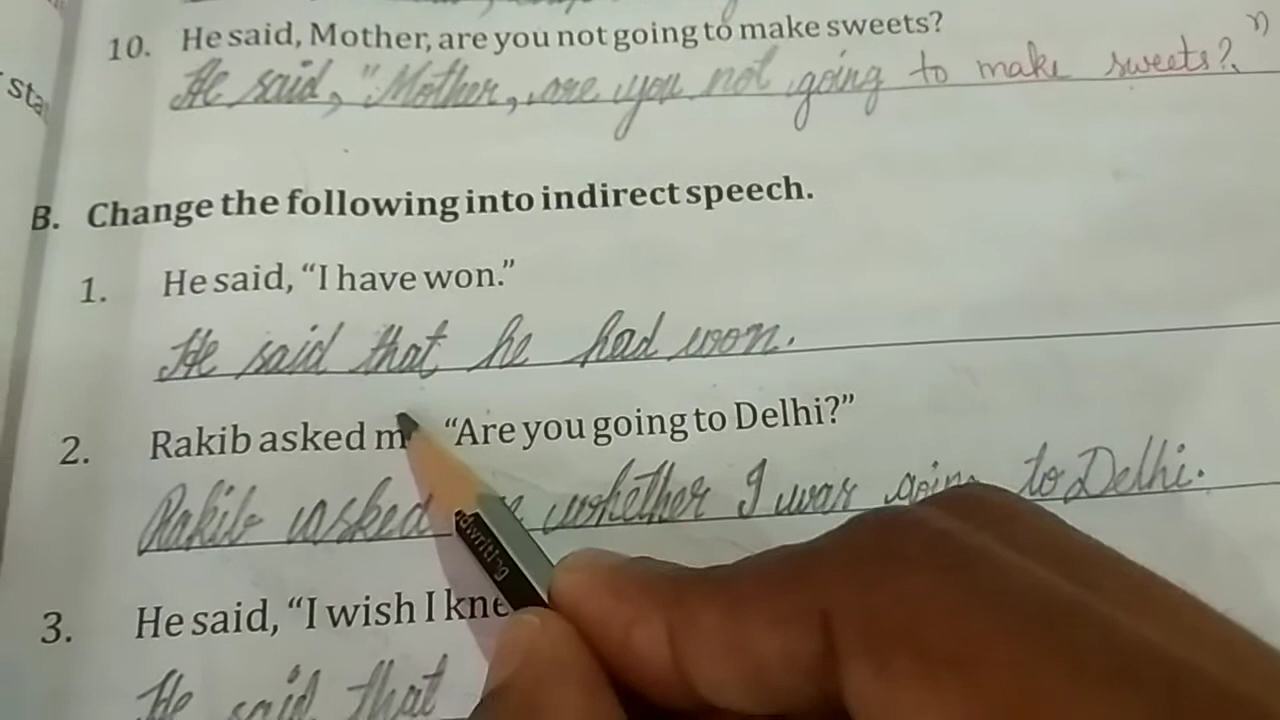 sta
10. He said, Mother, are you not going to make sweets?
He said, "Mother, are you not going to make sweets?"
B. Change the following into indirect speech.
1. He said, “I have won.”
He said that he had won.
2. Rakib asked “Are you going to Delhi?”
Rakib asked whether I was going to Delhi.
3. He said, “I wish I
He said that